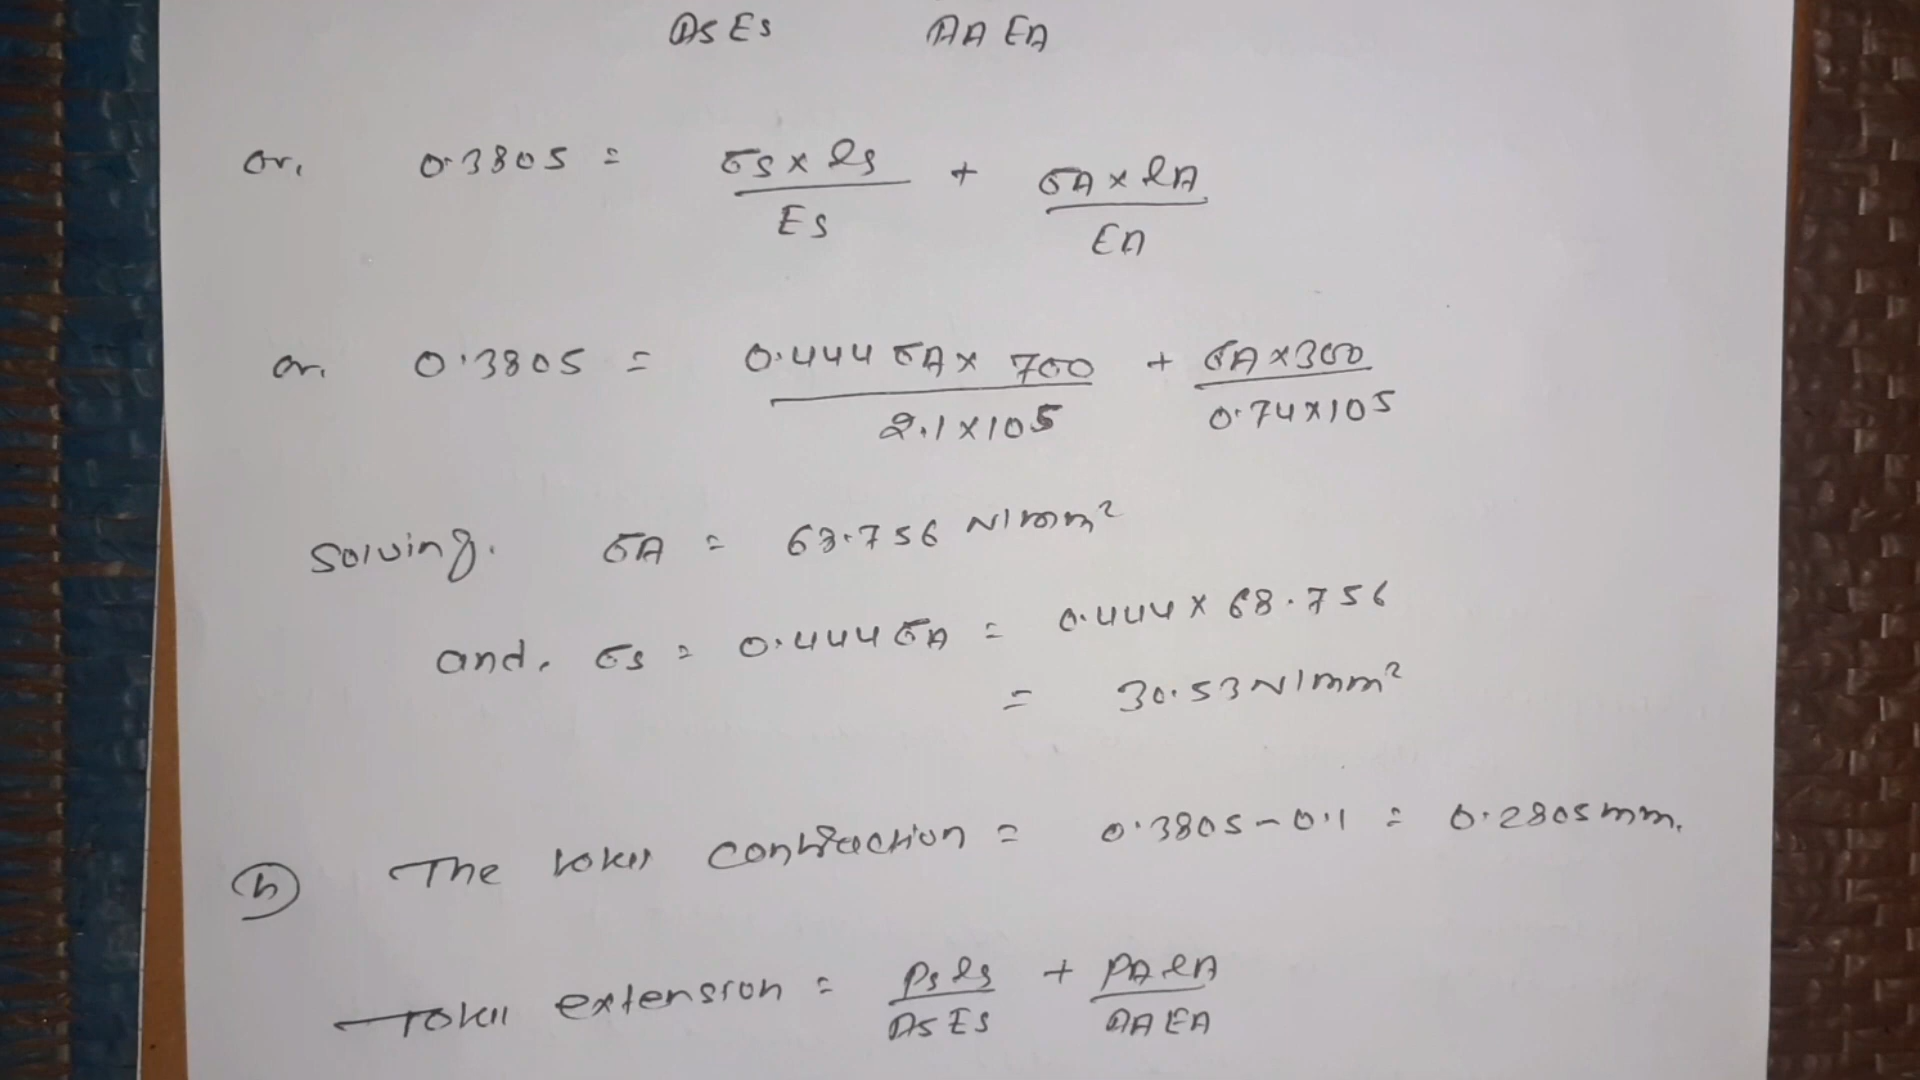 AS ES AA EA
or, 0.3805 = σs × ls / Es + σA × lA / EA
or, 0.3805 = 0.444 σA × 700 / 2.1×10⁵ + σA × 300 / 0.74×10⁵
Solving. σA = 68.756 N/mm²
and, σs = 0.444 σA = 0.444 × 68.756
= 30.53 N/mm²
(b) The total contraction = 0.3805 - 0.1 = 0.2805 mm.
Total extension = Ps ls / As Es + PA lA / AA EA